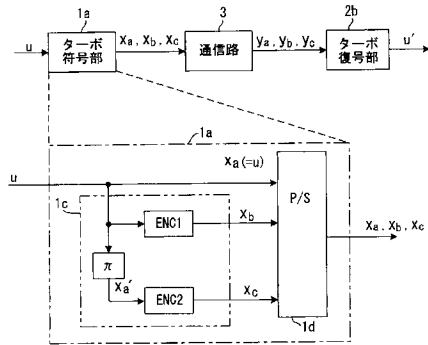 1a
3
2b
u
ターボ
符号部
xa, xb, xc
通信路
ya, yb, yc
ターボ
復号部
u′
1a
u
xa(=u)
1c
ENC1
xb
P/S
xa, xb, xc
π
xa′
ENC2
xc
1d